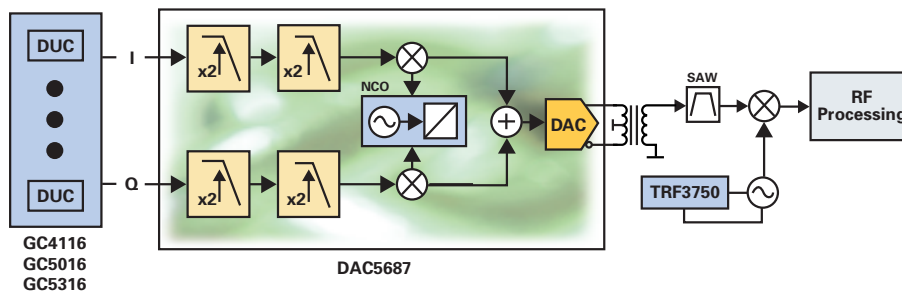 DUC
DUC
GC4116
GC5016
GC5316
I
Q
x2
x2
x2
x2
NCO
DAC
DAC5687
SAW
TRF3750
RF
Processing